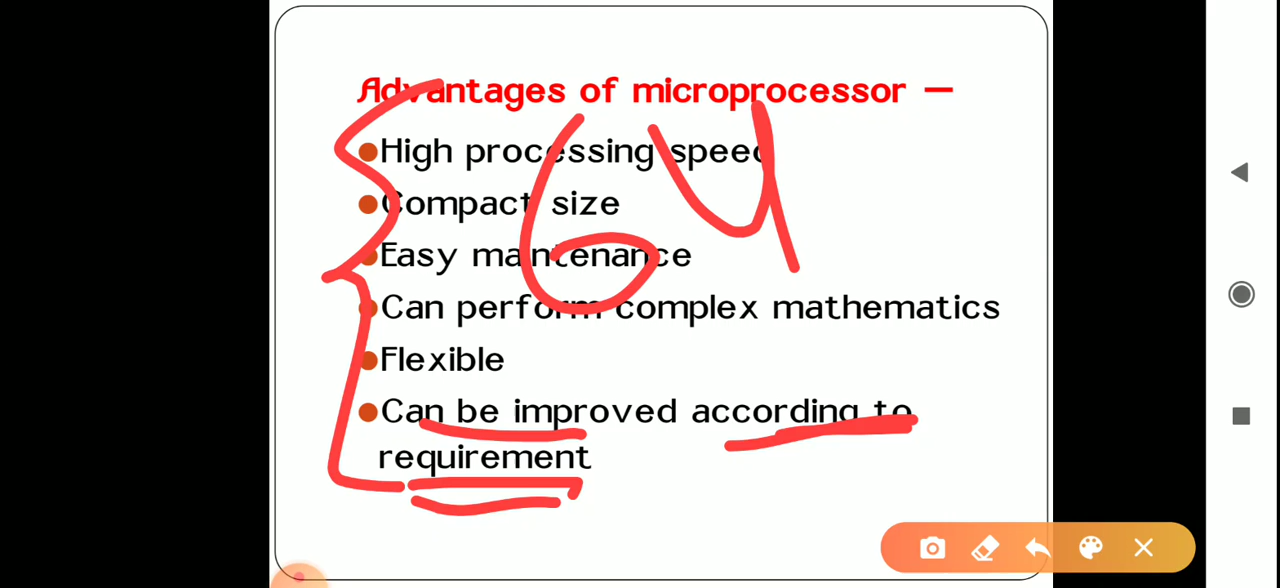 Advantages of microprocessor —
●High processing speed
●Compact size
●Easy maintenance
●Can perform complex mathematics
●Flexible
●Can be improved according to
requirement
64